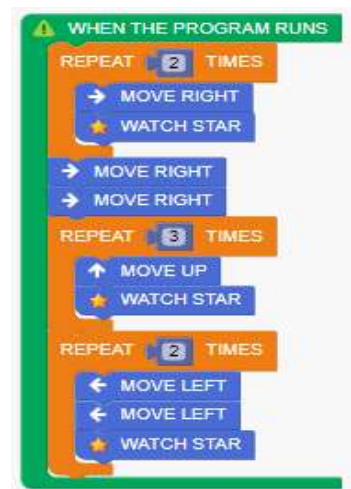 WHEN THE PROGRAM RUNS
REPEAT 2 TIMES
MOVE RIGHT
WATCH STAR
MOVE RIGHT
MOVE RIGHT
REPEAT 3 TIMES
MOVE UP
WATCH STAR
REPEAT 2 TIMES
MOVE LEFT
MOVE LEFT
WATCH STAR